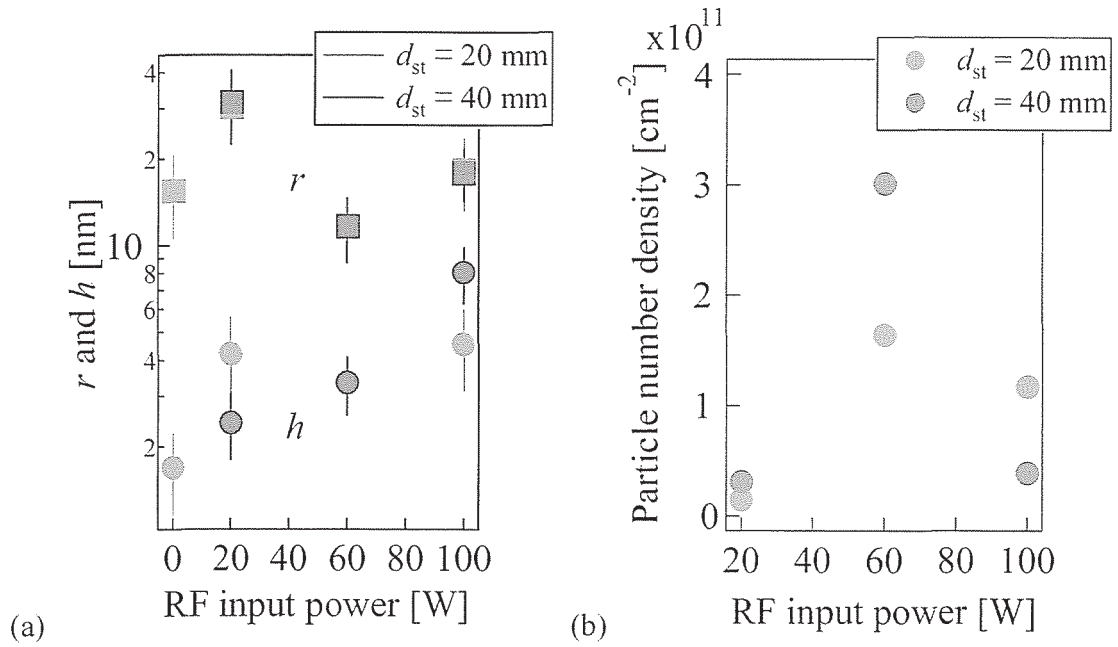 d_st = 20 mm
d_st = 40 mm
4
2
10
8
6
4
2
r
h
r and h [nm]
0 20 40 60 80 100
RF input power [W]
(a)
x10^11
d_st = 20 mm
d_st = 40 mm
4
3
2
1
0
Particle number density [cm^-2]
20 40 60 80 100
RF input power [W]
(b)